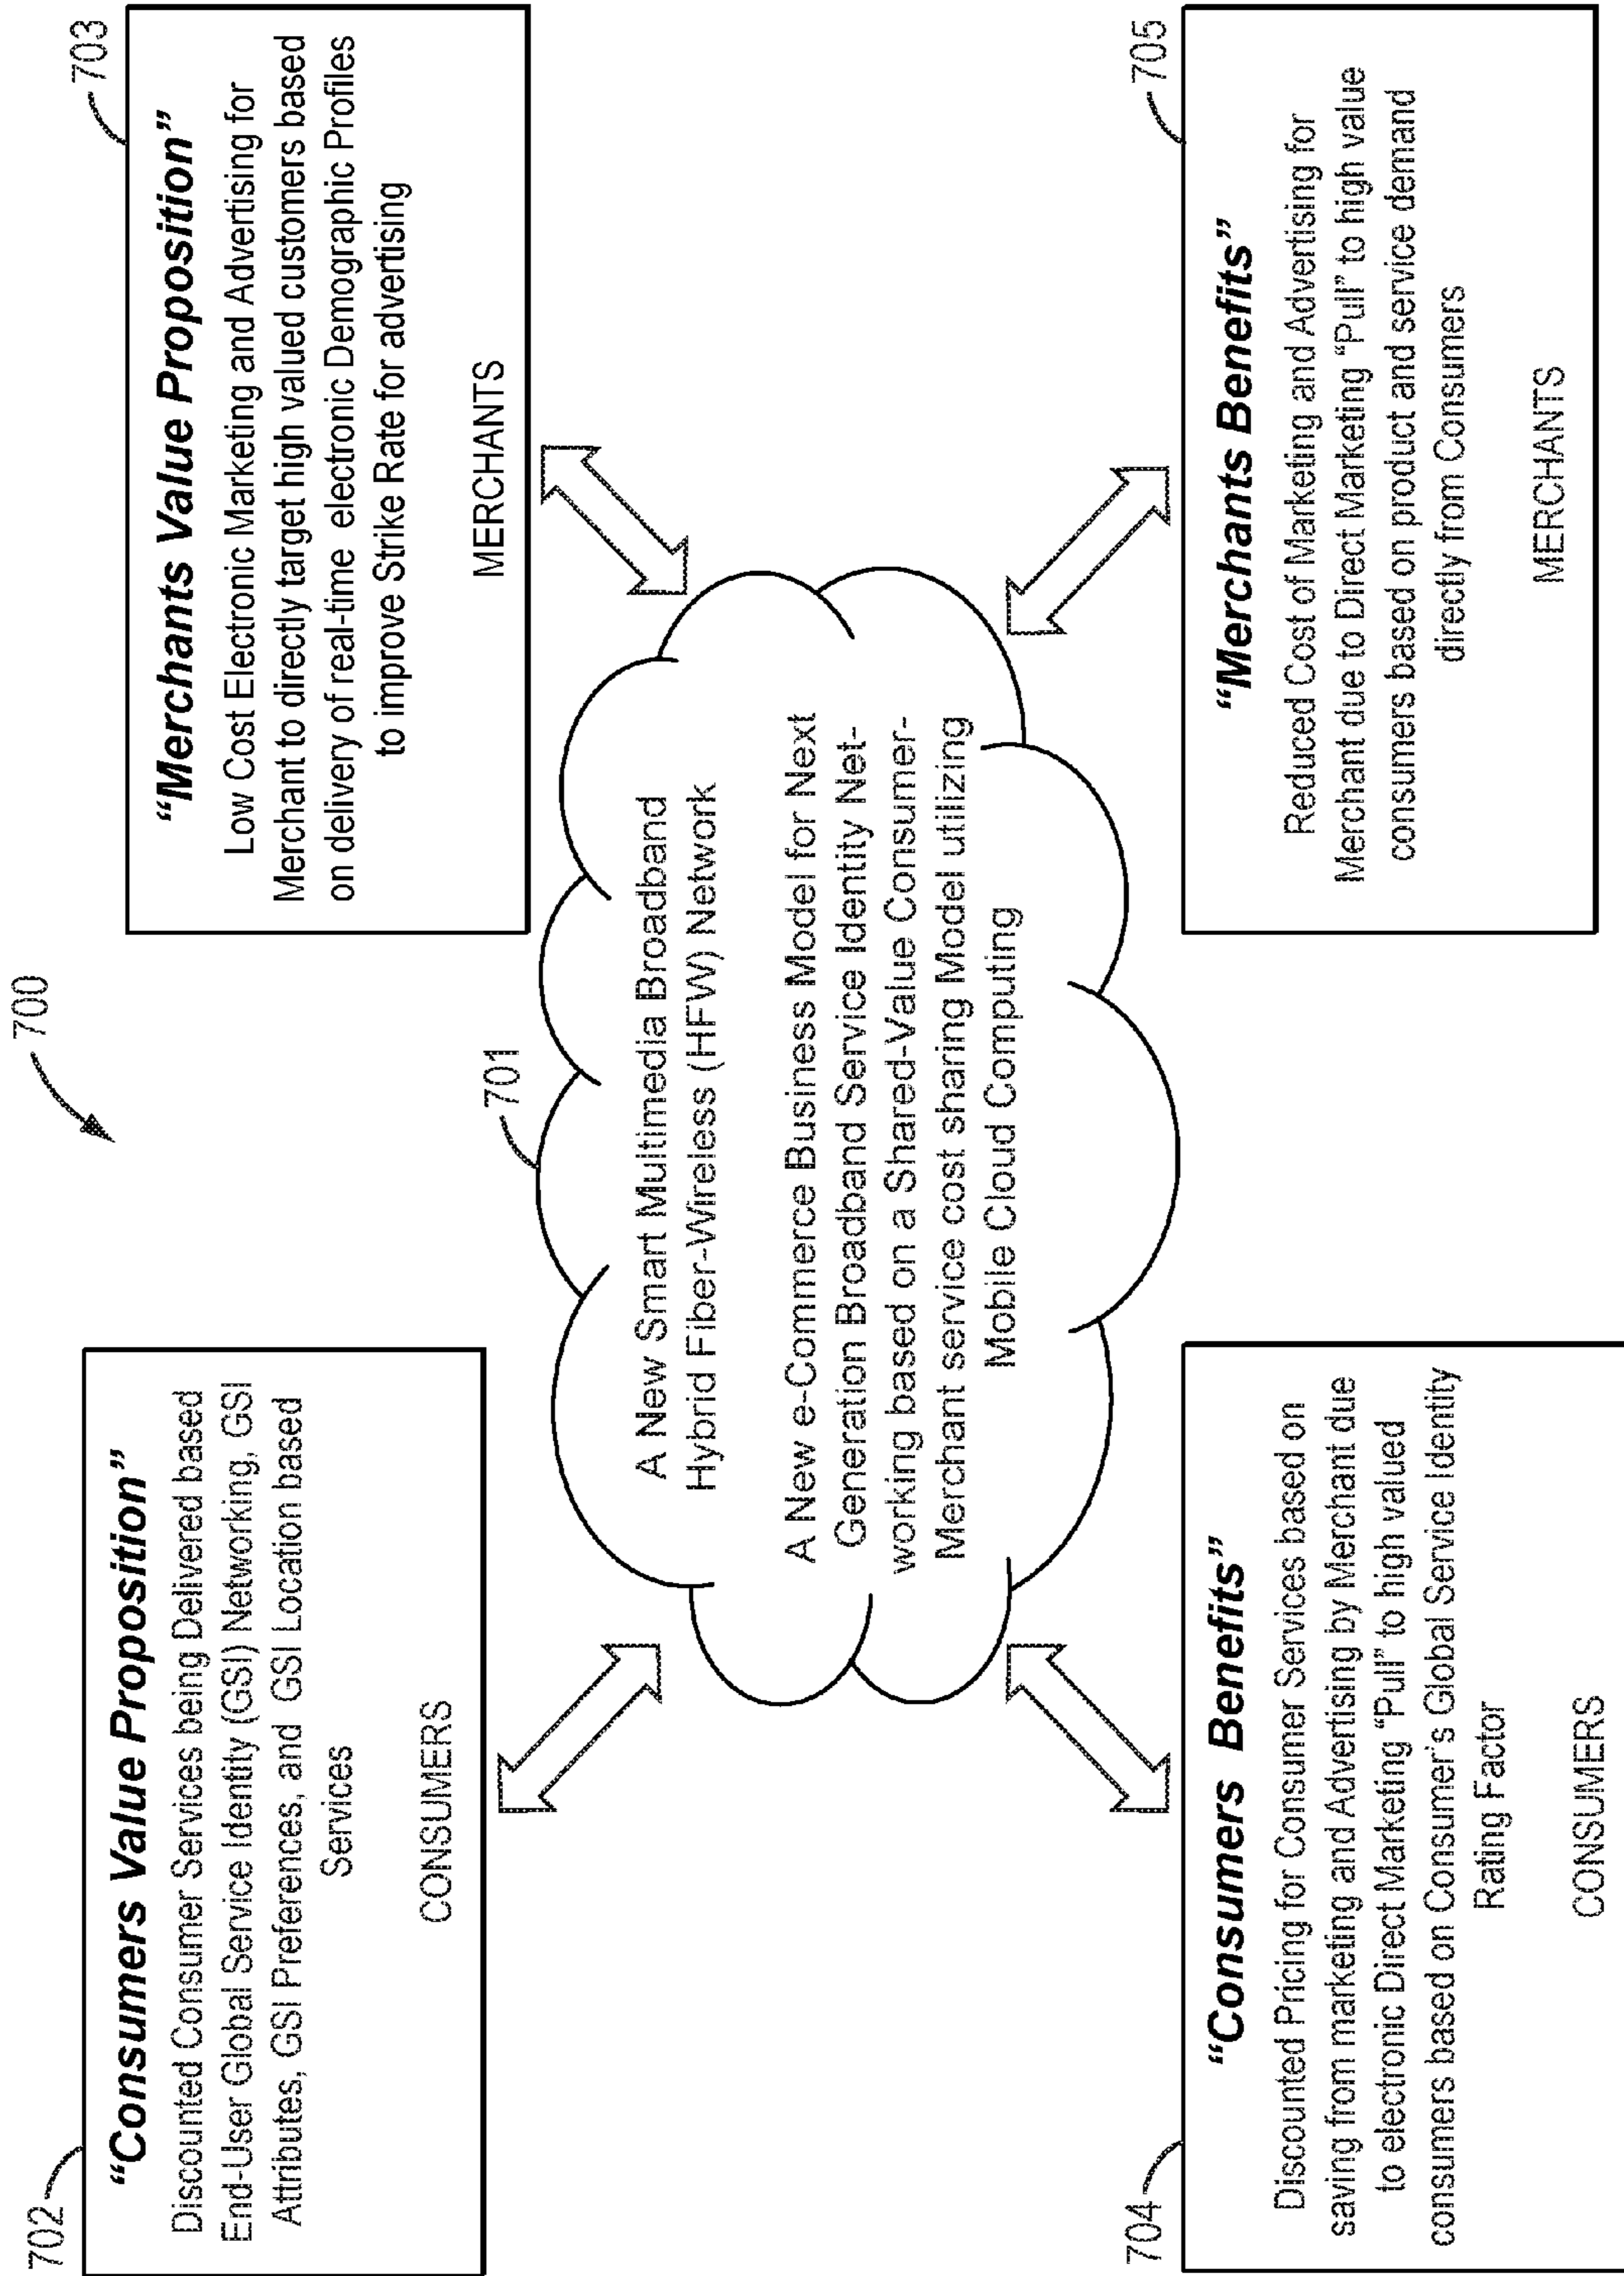 700
702
"Consumers Value Proposition"
Discounted Consumer Services being Delivered based
End-User Global Service Identity (GSI) Networking, GSI
Attributes, GSI Preferences, and GSI Location based
Services
CONSUMERS
703
"Merchants Value Proposition"
Low Cost Electronic Marketing and Advertising for
Merchant to directly target high valued customers based
on delivery of real-time electronic Demographic Profiles
to improve Strike Rate for advertising
MERCHANTS
701
A New Smart Multimedia Broadband
Hybrid Fiber-Wireless (HFW) Network
A New e-Commerce Business Model for Next
Generation Broadband Service Identity Net-
working based on a Shared-Value Consumer-
Merchant service cost sharing Model utilizing
Mobile Cloud Computing
704
"Consumers Benefits"
Discounted Pricing for Consumer Services based on
saving from marketing and Advertising by Merchant due
to electronic Direct Marketing "Pull" to high valued
consumers based on Consumer's Global Service Identity
Rating Factor
CONSUMERS
705
"Merchants Benefits"
Reduced Cost of Marketing and Advertising for
Merchant due to Direct Marketing "Pull" to high value
consumers based on product and service demand
directly from Consumers
MERCHANTS